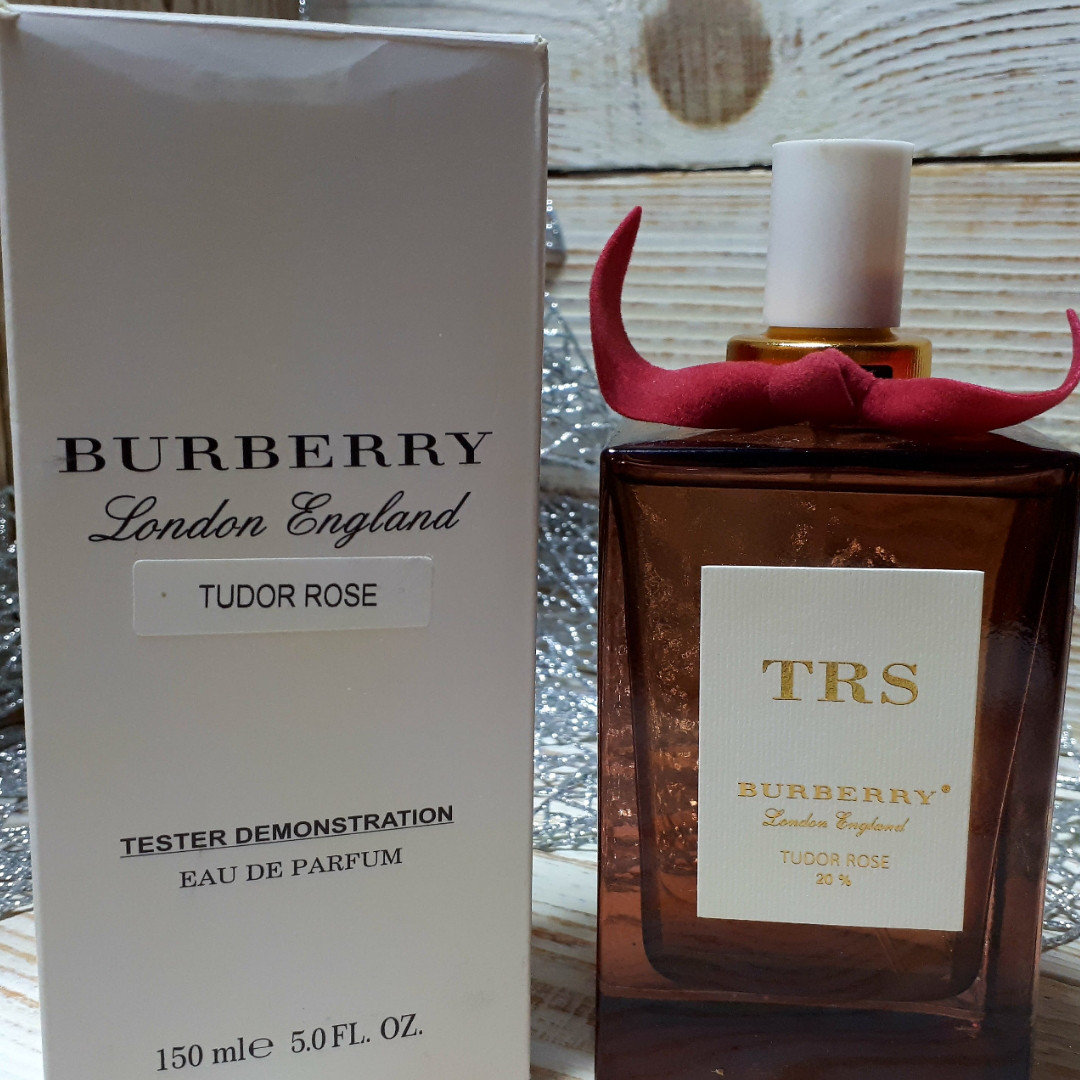 BURBERRY
London England
TUDOR ROSE
TESTER DEMONSTRATION
EAU DE PARFUM
150 ml℮ 5.0 FL. OZ.
TRS
BURBERRY®
London England
TUDOR ROSE
20 %